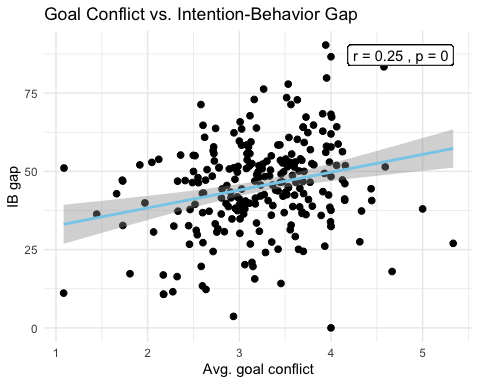 Goal Conflict vs. Intention-Behavior Gap
r = 0.25 , p = 0
75
50
25
0
IB gap
1 2 3 4 5
Avg. goal conflict